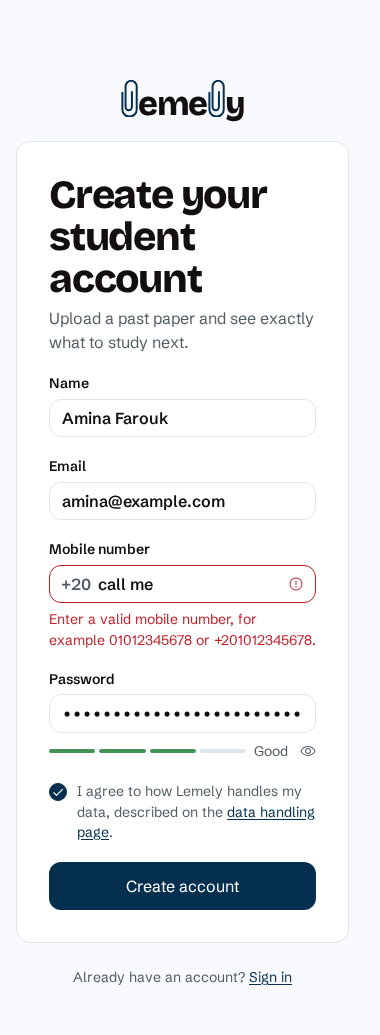 Lemelly
Create your
student
account
Upload a past paper and see exactly
what to study next.
Name
Amina Farouk
Email
amina@example.com
Mobile number
+20 call me
Enter a valid mobile number, for
example 01012345678 or +201012345678.
Password
Good
I agree to how Lemely handles my
data, described on the data handling
page.
Create account
Already have an account? Sign in